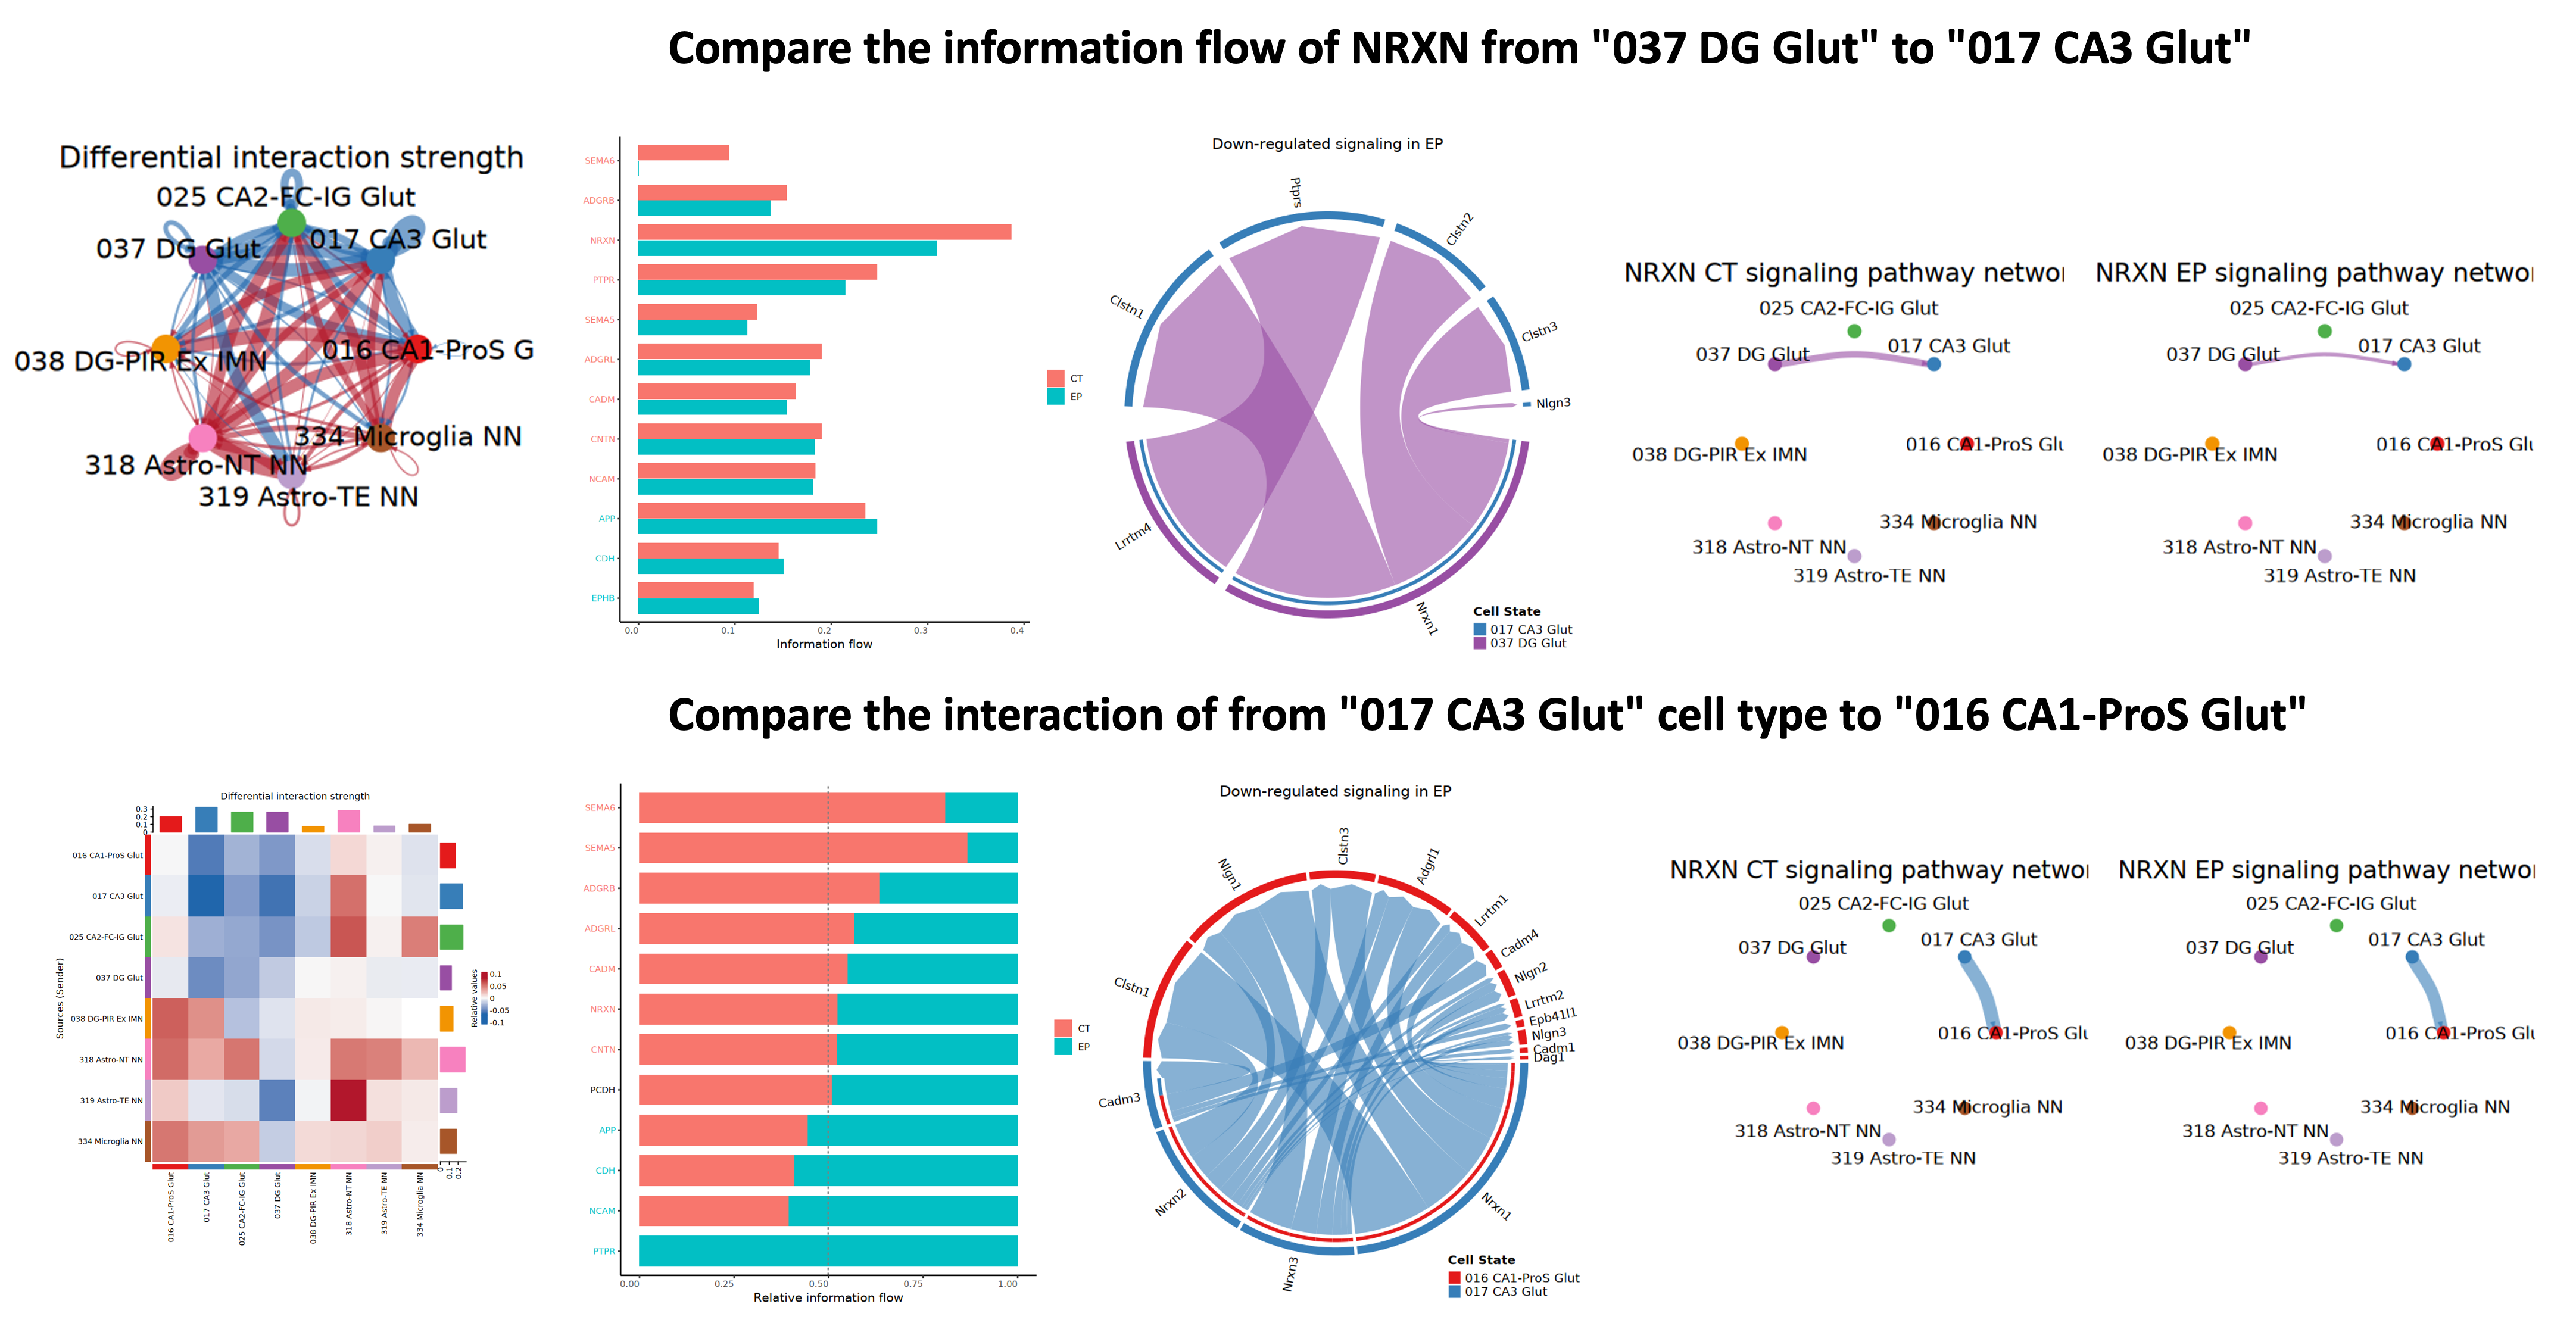 Compare the information flow of NRXN from "037 DG Glut" to "017 CA3 Glut"
Differential interaction strength
025 CA2-FC-IG Glut
037 DG Glut
017 CA3 Glut
038 DG-PIR Ex IMN
016 CA1-ProS G
334 Microglia NN
318 Astro-NT NN
319 Astro-TE NN
SEMA6
ADGRB
NRXN
PTPR
SEMA5
ADGRL
CADM
CNTN
NCAM
APP
CDH
EPHB
0.0 0.1 0.2 0.3 0.4
Information flow
CT
EP
Down-regulated signaling in EP
Ptprs
Clstn2
Clstn1
Clstn3
Nlgn3
Lrrtm4
Nrxn1
Cell State
017 CA3 Glut
037 DG Glut
NRXN CT signaling pathway networ
025 CA2-FC-IG Glut
037 DG Glut
017 CA3 Glut
038 DG-PIR Ex IMN
016 CA1-ProS Glu
334 Microglia NN
318 Astro-NT NN
319 Astro-TE NN
NRXN EP signaling pathway networ
025 CA2-FC-IG Glut
037 DG Glut
017 CA3 Glut
038 DG-PIR Ex IMN
016 CA1-ProS Glu
334 Microglia NN
318 Astro-NT NN
319 Astro-TE NN
Compare the interaction of from "017 CA3 Glut" cell type to "016 CA1-ProS Glut"
Differential interaction strength
0.3
0.2
0.1
0
016 CA1-ProS Glut
017 CA3 Glut
025 CA2-FC-IG Glut
037 DG Glut
038 DG-PIR Ex IMN
318 Astro-NT NN
319 Astro-TE NN
334 Microglia NN
Sources (Sender)
016 CA1-ProS Glut
017 CA3 Glut
025 CA2-FC-IG Glut
037 DG Glut
038 DG-PIR Ex IMN
318 Astro-NT NN
319 Astro-TE NN
334 Microglia NN
0
0.1
0.2
Relative values
0.1
0.05
0
-0.05
-0.1
SEMA6
SEMA5
ADGRB
ADGRL
CADM
NRXN
CNTN
PCDH
APP
CDH
NCAM
PTPR
0.00 0.25 0.50 0.75 1.00
Relative information flow
CT
EP
Down-regulated signaling in EP
Clstn3
Nlgn1
Adgrl1
Lrrtm1
Cadm4
Nlgn2
Lrrtm2
Epb41l1
Nlgn3
Cadm1
Dag1
Clstn1
Cadm3
Nrxn2
Nrxn3
Nrxn1
Cell State
016 CA1-ProS Glut
017 CA3 Glut
NRXN CT signaling pathway networ
025 CA2-FC-IG Glut
037 DG Glut
017 CA3 Glut
038 DG-PIR Ex IMN
016 CA1-ProS Glu
334 Microglia NN
318 Astro-NT NN
319 Astro-TE NN
NRXN EP signaling pathway networ
025 CA2-FC-IG Glut
037 DG Glut
017 CA3 Glut
038 DG-PIR Ex IMN
016 CA1-ProS Glu
334 Microglia NN
318 Astro-NT NN
319 Astro-TE NN